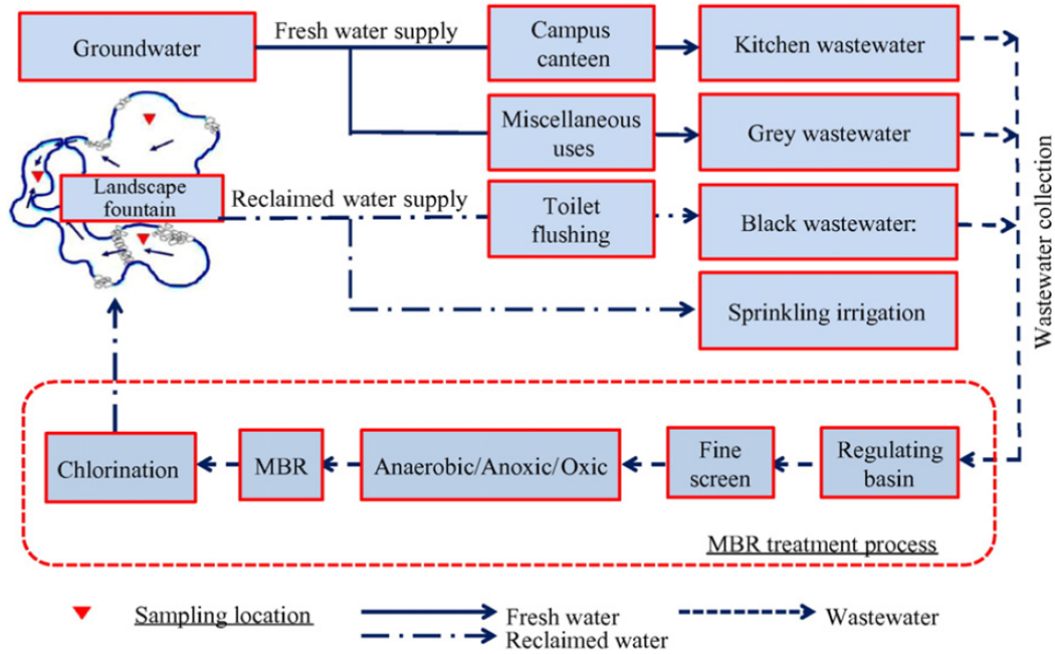 Groundwater
Fresh water supply
Campus
canteen
Kitchen wastewater
Miscellaneous
uses
Grey wastewater
Landscape
fountain
Reclaimed water supply
Toilet
flushing
Black wastewater:
Sprinkling irrigation
Wastewater collection
Chlorination
MBR
Anaerobic/Anoxic/Oxic
Fine
screen
Regulating
basin
MBR treatment process
Sampling location
Fresh water
Wastewater
Reclaimed water